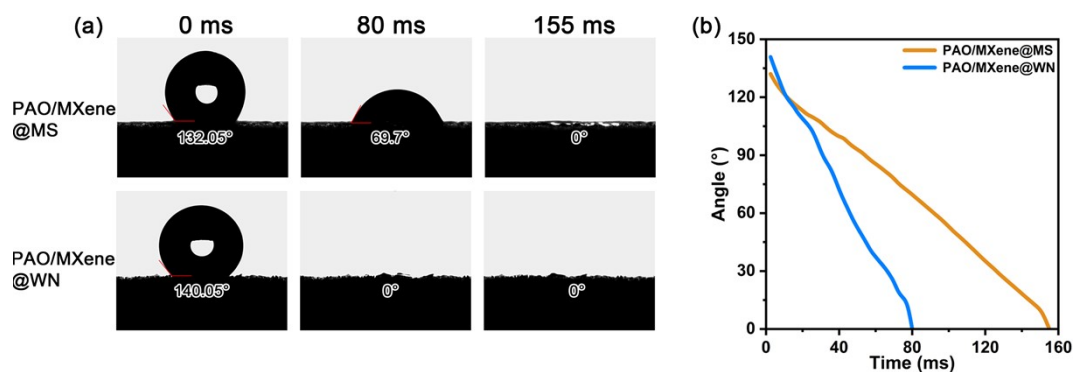 (a)
0 ms
80 ms
155 ms
PAO/MXene
@MS
132.05°
69.7°
0°
PAO/MXene
@WN
140.05°
0°
0°
(b)
PAO/MXene@MS
PAO/MXene@WN
Angle (°)
150
120
90
60
30
0
0
40
80
120
160
Time (ms)